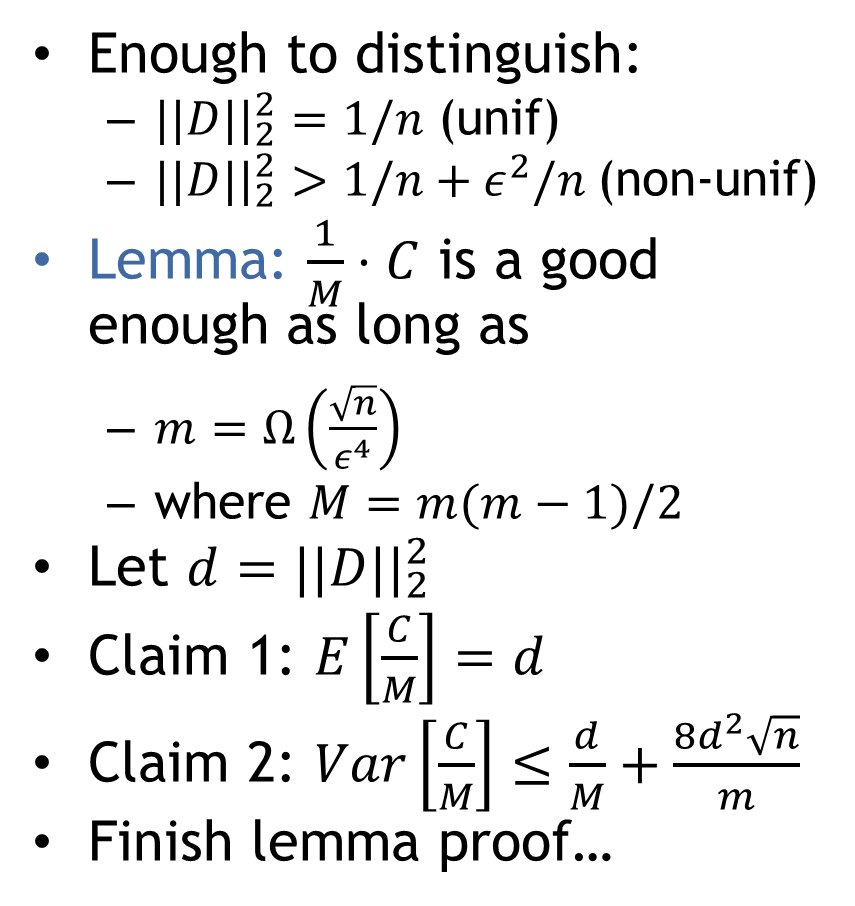 • Enough to distinguish:
– ||D||₂² = 1/n (unif)
– ||D||₂² > 1/n + ϵ²/n (non-unif)
• Lemma: 1/M · C is a good
enough as long as
– m = Ω(√n/ϵ⁴)
– where M = m(m − 1)/2
• Let d = ||D||₂²
• Claim 1: E[C/M] = d
• Claim 2: Var[C/M] ≤ d/M + 8d²√n/m
• Finish lemma proof…